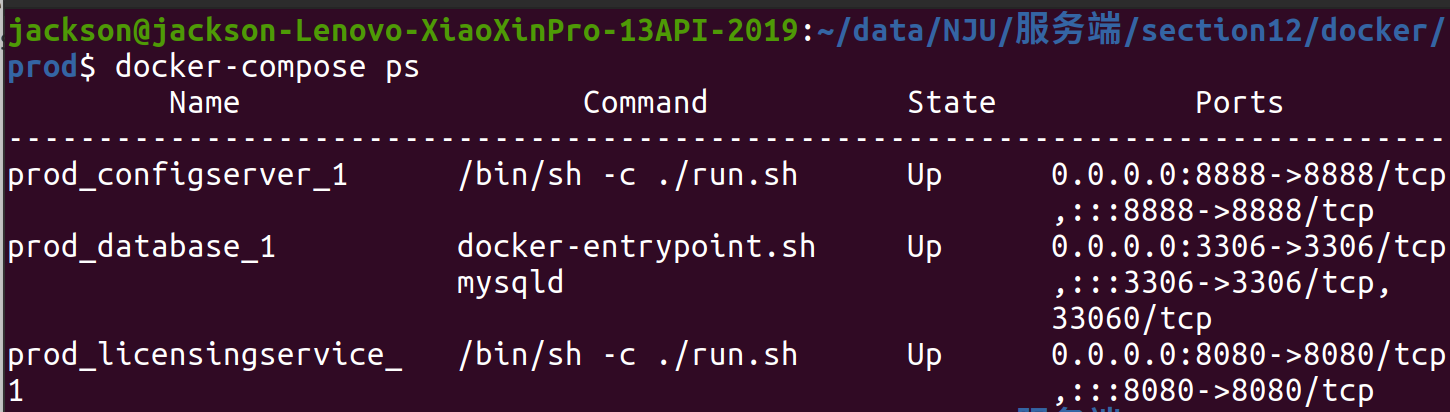 jackson@jackson-Lenovo-XiaoXinPro-13API-2019:~/data/NJU/服务端/section12/docker/
prod$ docker-compose ps
Name Command State Ports
--------------------------------------------------------------------------------
prod_configserver_1 /bin/sh -c ./run.sh Up 0.0.0.0:8888->8888/tcp
,:::8888->8888/tcp
prod_database_1 docker-entrypoint.sh Up 0.0.0.0:3306->3306/tcp
mysqld ,:::3306->3306/tcp,
33060/tcp
prod_licensingservice_ /bin/sh -c ./run.sh Up 0.0.0.0:8080->8080/tcp
1 ,:::8080->8080/tcp